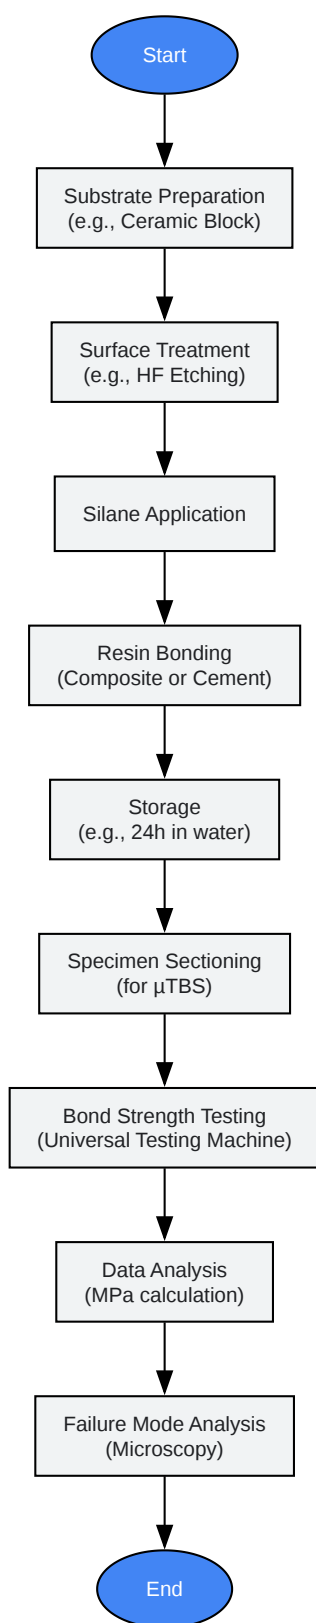 Start
Substrate Preparation
(e.g., Ceramic Block)
Surface Treatment
(e.g., HF Etching)
Silane Application
Resin Bonding
(Composite or Cement)
Storage
(e.g., 24h in water)
Specimen Sectioning
(for µTBS)
Bond Strength Testing
(Universal Testing Machine)
Data Analysis
(MPa calculation)
Failure Mode Analysis
(Microscopy)
End